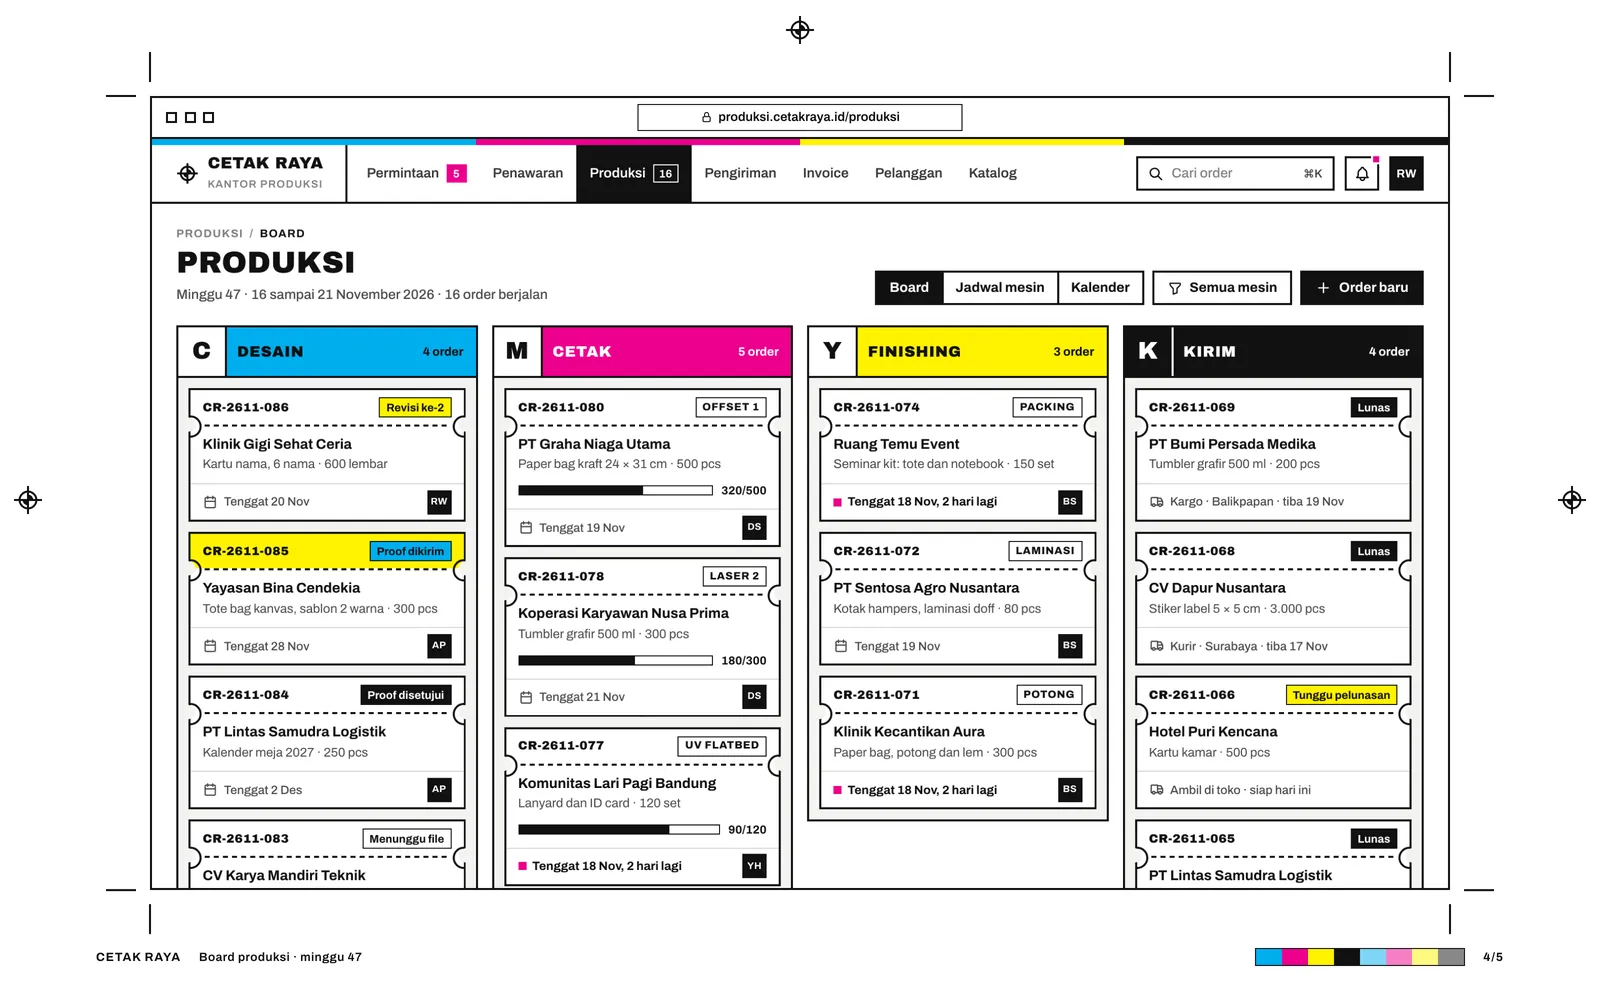 produksi.cetakraya.id/produksi
CETAK RAYA
KANTOR PRODUKSI
Permintaan 5
Penawaran
Produksi 16
Pengiriman
Invoice
Pelanggan
Katalog
Cari order ⌘K
RW
PRODUKSI / BOARD
PRODUKSI
Minggu 47 · 16 sampai 21 November 2026 · 16 order berjalan
Board
Jadwal mesin
Kalender
Semua mesin
+ Order baru
C DESAIN 4 order
CR-2611-086 Revisi ke-2
Klinik Gigi Sehat Ceria
Kartu nama, 6 nama · 600 lembar
Tenggat 20 Nov RW
CR-2611-085 Proof dikirim
Yayasan Bina Cendekia
Tote bag kanvas, sablon 2 warna · 300 pcs
Tenggat 28 Nov AP
CR-2611-084 Proof disetujui
PT Lintas Samudra Logistik
Kalender meja 2027 · 250 pcs
Tenggat 2 Des AP
CR-2611-083 Menunggu file
CV Karya Mandiri Teknik
M CETAK 5 order
CR-2611-080 OFFSET 1
PT Graha Niaga Utama
Paper bag kraft 24 × 31 cm · 500 pcs
320/500
Tenggat 19 Nov DS
CR-2611-078 LASER 2
Koperasi Karyawan Nusa Prima
Tumbler grafir 500 ml · 300 pcs
180/300
Tenggat 21 Nov DS
CR-2611-077 UV FLATBED
Komunitas Lari Pagi Bandung
Lanyard dan ID card · 120 set
90/120
Tenggat 18 Nov, 2 hari lagi YH
Y FINISHING 3 order
CR-2611-074 PACKING
Ruang Temu Event
Seminar kit: tote dan notebook · 150 set
Tenggat 18 Nov, 2 hari lagi BS
CR-2611-072 LAMINASI
PT Sentosa Agro Nusantara
Kotak hampers, laminasi doff · 80 pcs
Tenggat 19 Nov BS
CR-2611-071 POTONG
Klinik Kecantikan Aura
Paper bag, potong dan lem · 300 pcs
Tenggat 18 Nov, 2 hari lagi BS
K KIRIM 4 order
CR-2611-069 Lunas
PT Bumi Persada Medika
Tumbler grafir 500 ml · 200 pcs
Kargo · Balikpapan · tiba 19 Nov
CR-2611-068 Lunas
CV Dapur Nusantara
Stiker label 5 × 5 cm · 3.000 pcs
Kurir · Surabaya · tiba 17 Nov
CR-2611-066 Tunggu pelunasan
Hotel Puri Kencana
Kartu kamar · 500 pcs
Ambil di toko · siap hari ini
CR-2611-065 Lunas
PT Lintas Samudra Logistik
CETAK RAYA Board produksi · minggu 47
4/5